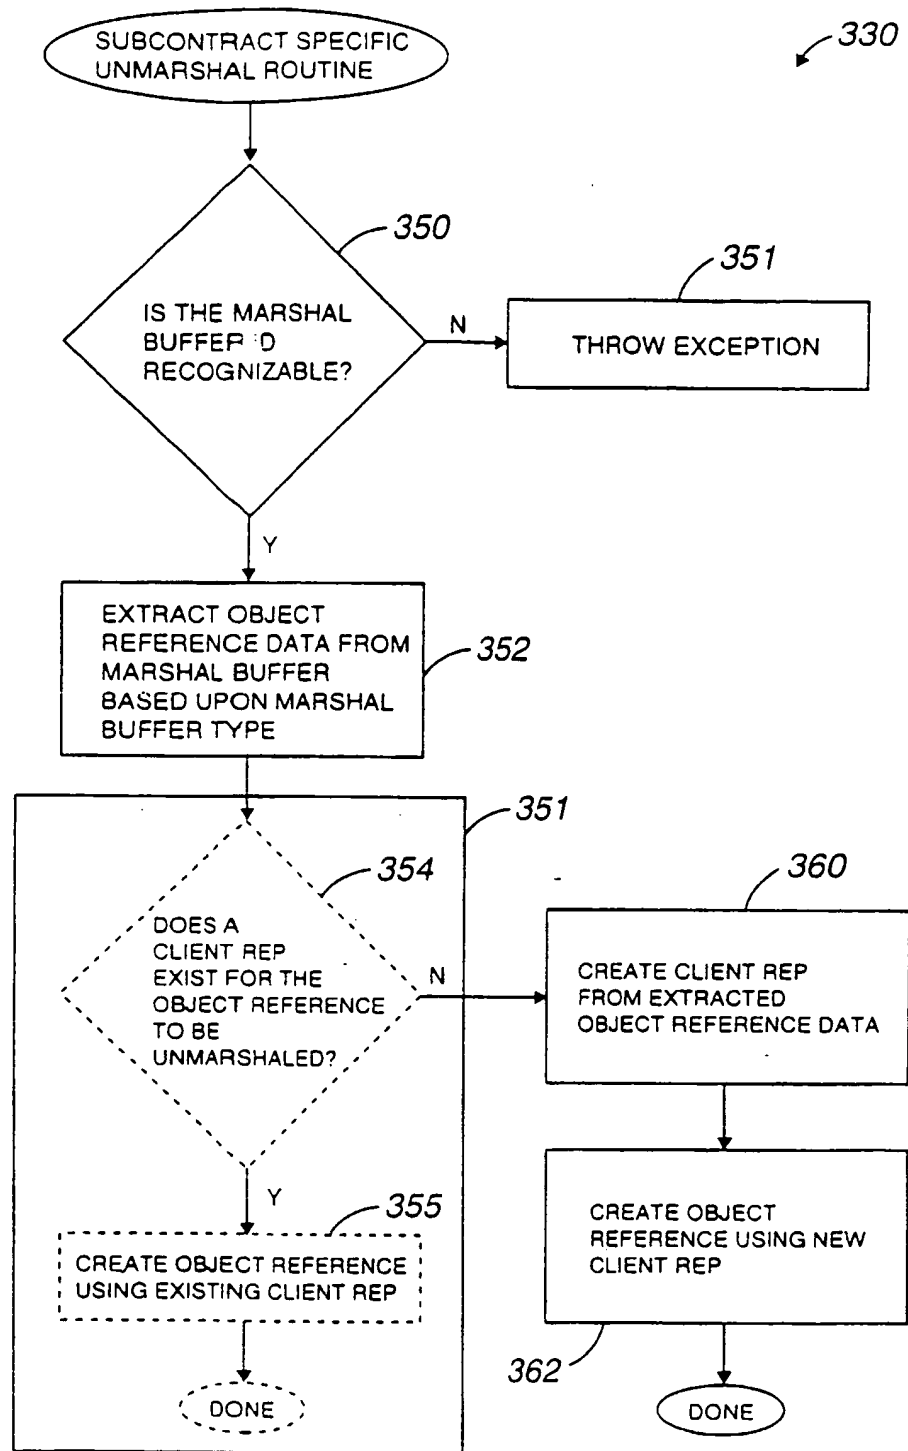 SUBCONTRACT SPECIFIC
UNMARSHAL ROUTINE
330
350
IS THE MARSHAL
BUFFER ID
RECOGNIZABLE?
N
351
THROW EXCEPTION
Y
EXTRACT OBJECT
REFERENCE DATA FROM
MARSHAL BUFFER
BASED UPON MARSHAL
BUFFER TYPE
352
351
354
DOES A
CLIENT REP
EXIST FOR THE
OBJECT REFERENCE
TO BE
UNMARSHALED?
N
360
CREATE CLIENT REP
FROM EXTRACTED
OBJECT REFERENCE DATA
Y
355
CREATE OBJECT REFERENCE
USING EXISTING CLIENT REP
CREATE OBJECT
REFERENCE USING NEW
CLIENT REP
362
DONE
DONE